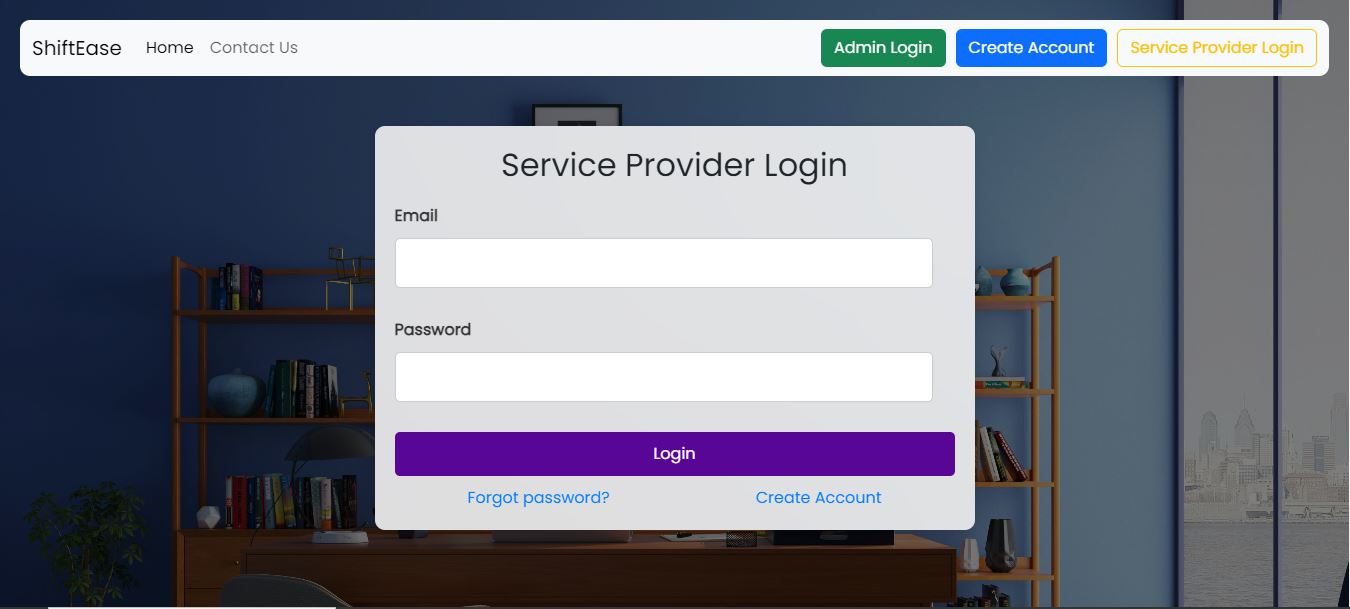 ShiftEase Home Contact Us Admin Login Create Account Service Provider Login
Service Provider Login
Email
Password
Login
Forgot password? Create Account